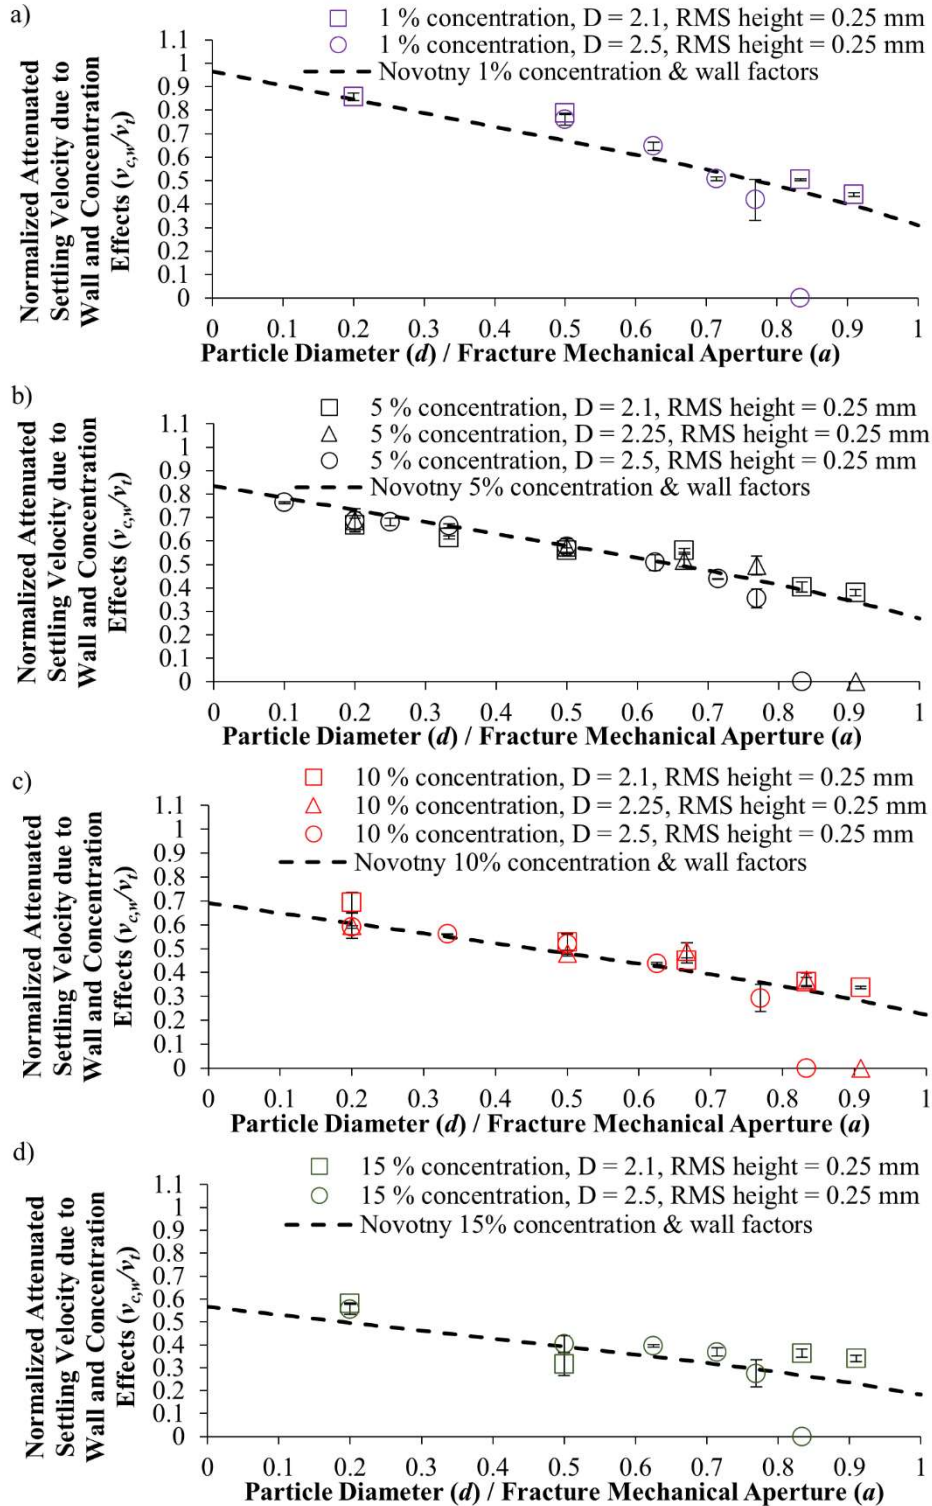 a)
1 % concentration, D = 2.1, RMS height = 0.25 mm
1 % concentration, D = 2.5, RMS height = 0.25 mm
Novotny 1% concentration & wall factors
Normalized Attenuated
Settling Velocity due to
Wall and Concentration
Effects (v_c,w/v_t)
1.1
1
0.9
0.8
0.7
0.6
0.5
0.4
0.3
0.2
0.1
0
0 0.1 0.2 0.3 0.4 0.5 0.6 0.7 0.8 0.9 1
Particle Diameter (d) / Fracture Mechanical Aperture (a)
b)
5 % concentration, D = 2.1, RMS height = 0.25 mm
5 % concentration, D = 2.25, RMS height = 0.25 mm
5 % concentration, D = 2.5, RMS height = 0.25 mm
Novotny 5% concentration & wall factors
Normalized Attenuated
Settling Velocity due to
Wall and Concentration
Effects (v_c,w/v_t)
1.1
1
0.9
0.8
0.7
0.6
0.5
0.4
0.3
0.2
0.1
0
0 0.1 0.2 0.3 0.4 0.5 0.6 0.7 0.8 0.9 1
Particle Diameter (d) / Fracture Mechanical Aperture (a)
c)
10 % concentration, D = 2.1, RMS height = 0.25 mm
10 % concentration, D = 2.25, RMS height = 0.25 mm
10 % concentration, D = 2.5, RMS height = 0.25 mm
Novotny 10% concentration & wall factors
Normalized Attenuated
Settling Velocity due to
Wall and Concentration
Effects (v_c,w/v_t)
1.1
1
0.9
0.8
0.7
0.6
0.5
0.4
0.3
0.2
0.1
0
0 0.1 0.2 0.3 0.4 0.5 0.6 0.7 0.8 0.9 1
Particle Diameter (d) / Fracture Mechanical Aperture (a)
d)
15 % concentration, D = 2.1, RMS height = 0.25 mm
15 % concentration, D = 2.5, RMS height = 0.25 mm
Novotny 15% concentration & wall factors
Normalized Attenuated
Settling Velocity due to
Wall and Concentration
Effects (v_c,w/v_t)
1.1
1
0.9
0.8
0.7
0.6
0.5
0.4
0.3
0.2
0.1
0
0 0.1 0.2 0.3 0.4 0.5 0.6 0.7 0.8 0.9 1
Particle Diameter (d) / Fracture Mechanical Aperture (a)